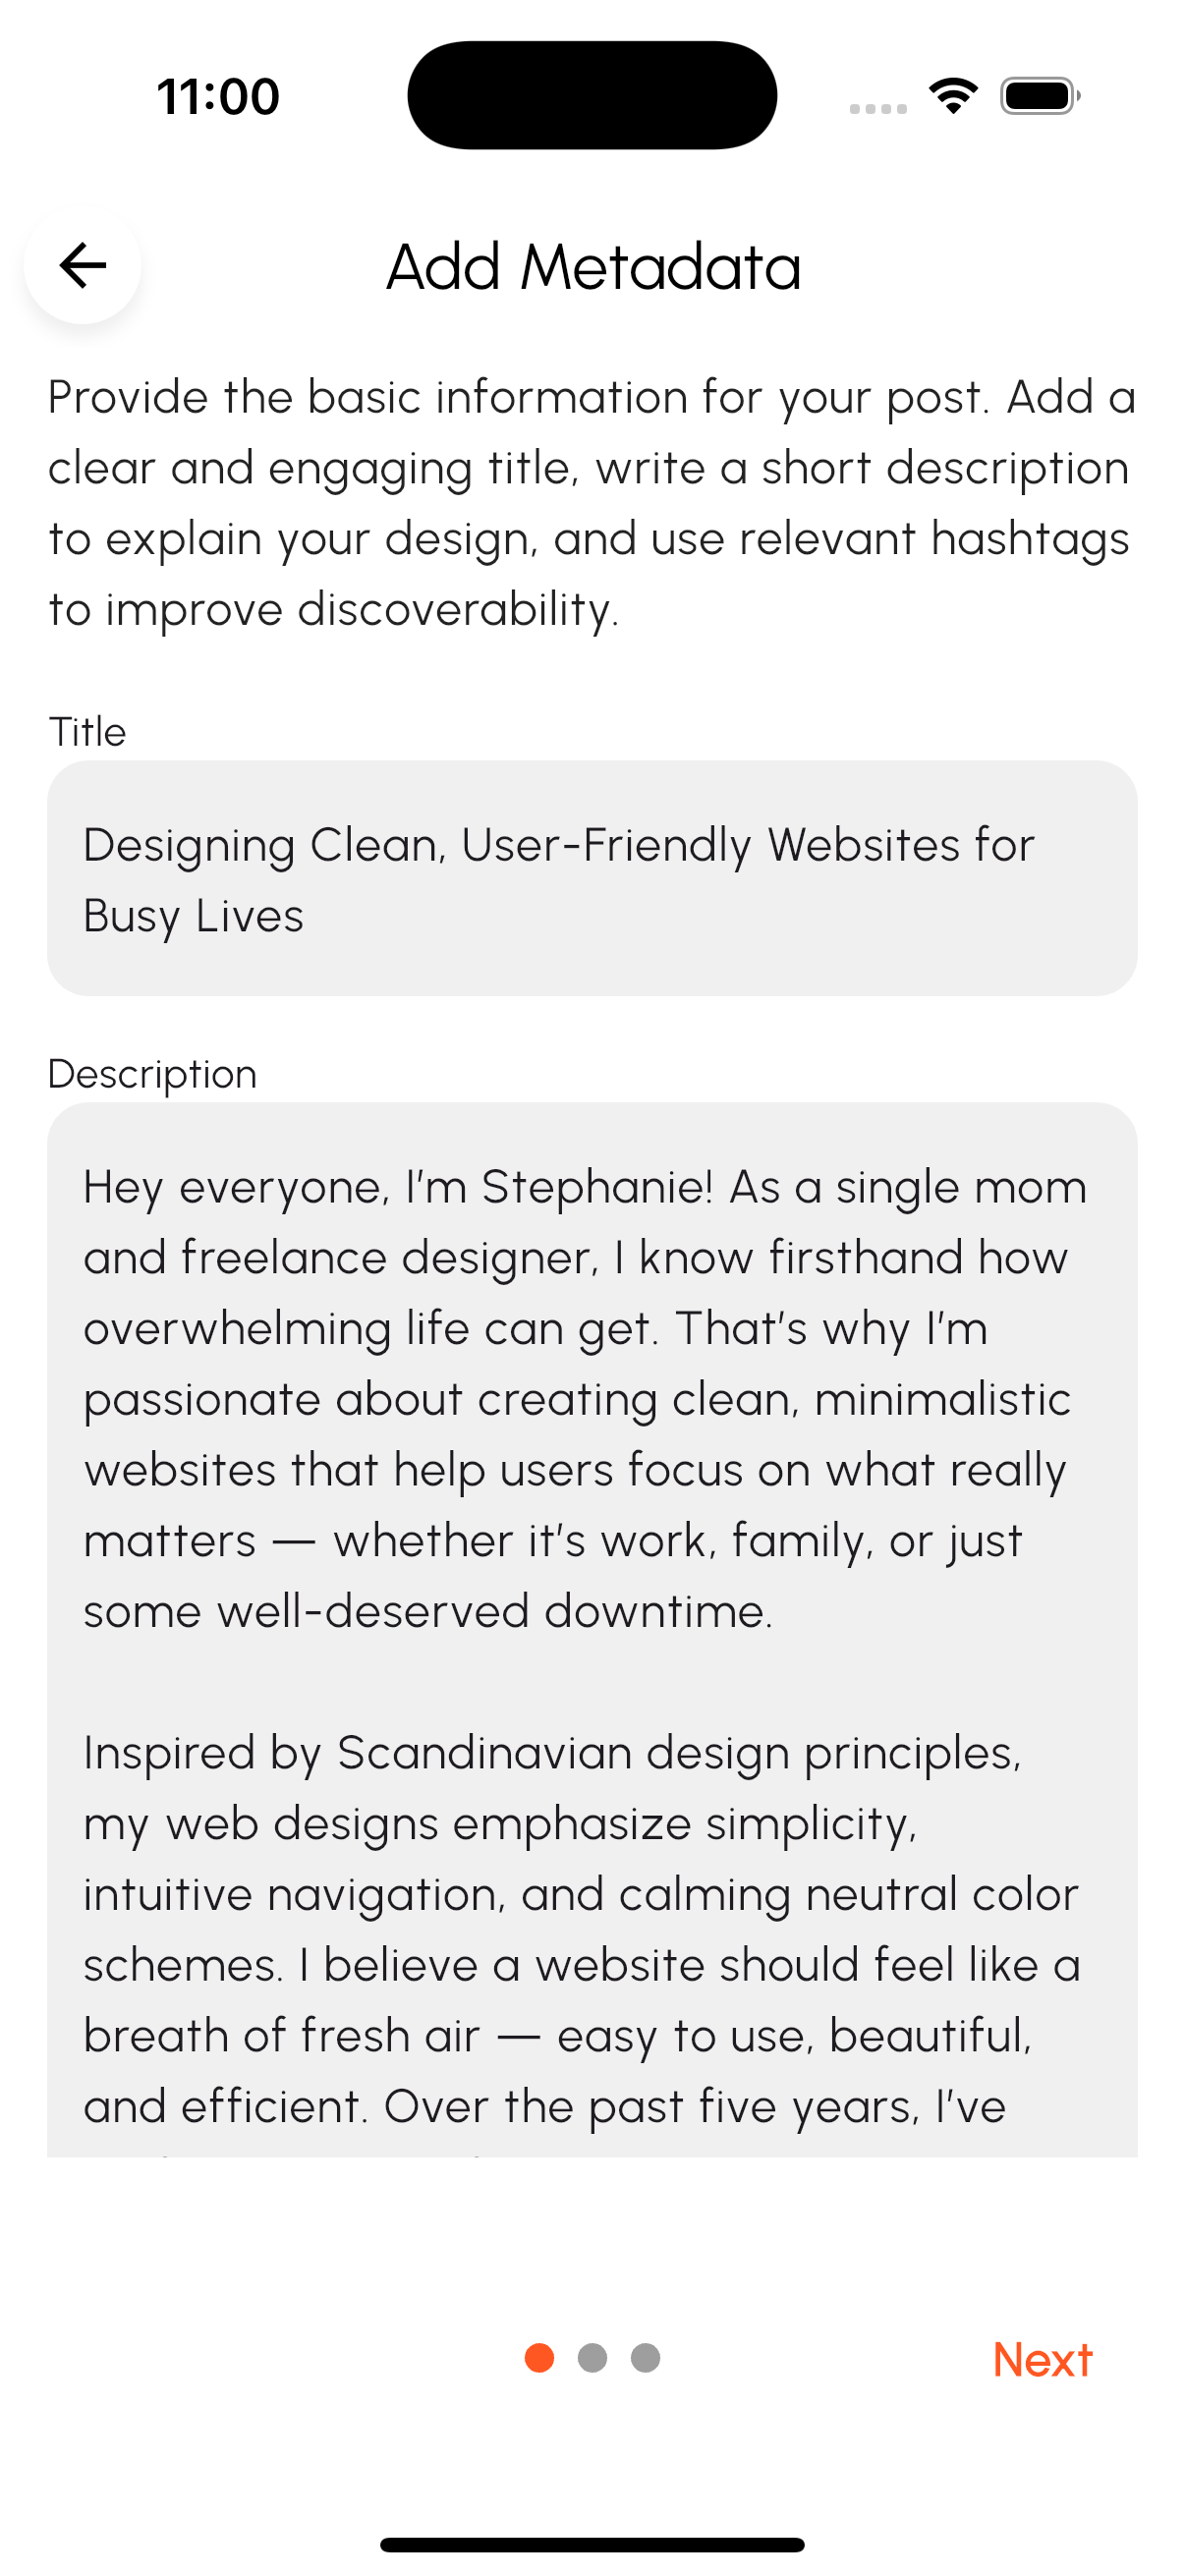 11:00
Add Metadata
Provide the basic information for your post. Add a
clear and engaging title, write a short description
to explain your design, and use relevant hashtags
to improve discoverability.
Title
Designing Clean, User-Friendly Websites for
Busy Lives
Description
Hey everyone, I'm Stephanie! As a single mom
and freelance designer, I know firsthand how
overwhelming life can get. That's why I'm
passionate about creating clean, minimalistic
websites that help users focus on what really
matters — whether it's work, family, or just
some well-deserved downtime.
Inspired by Scandinavian design principles,
my web designs emphasize simplicity,
intuitive navigation, and calming neutral color
schemes. I believe a website should feel like a
breath of fresh air — easy to use, beautiful,
and efficient. Over the past five years, I've
Next